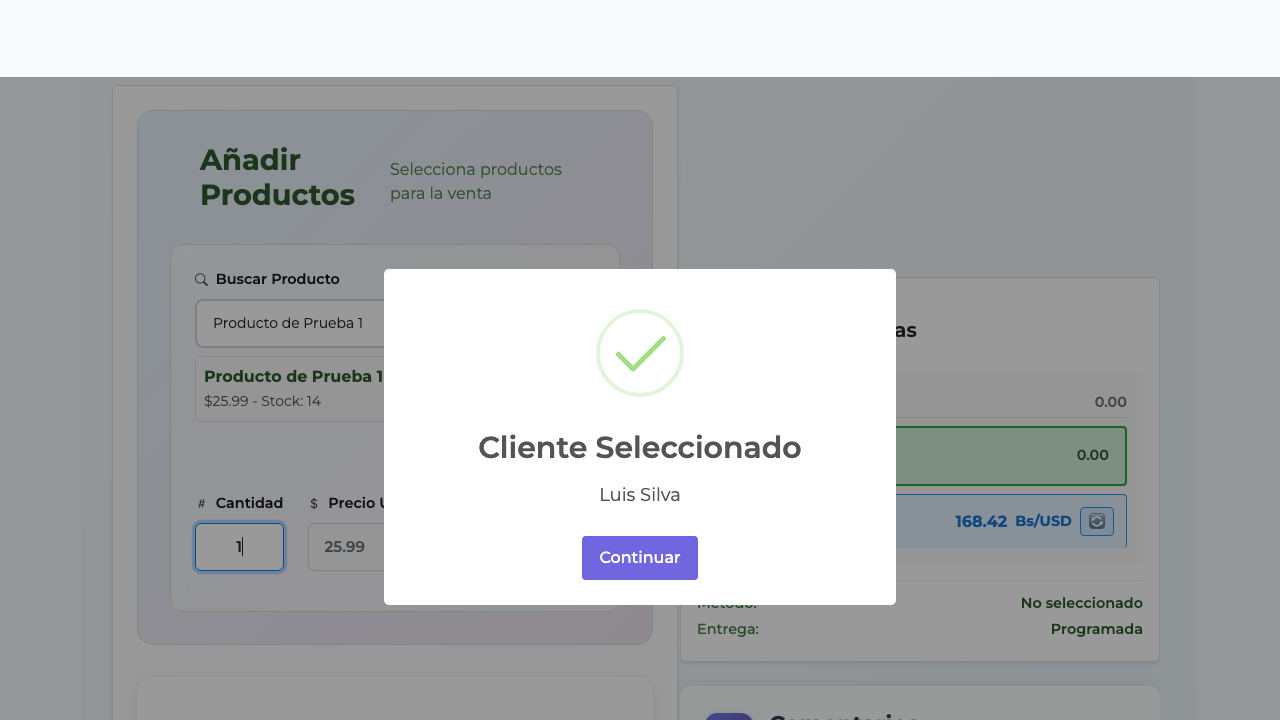 Añadir
Productos
Selecciona productos
para la venta
Buscar Producto
Producto de Prueba 1
Producto de Prueba 1
$25.99 - Stock: 14
# Cantidad
$ Precio U
1
25.99
Cliente Seleccionado
Luis Silva
Continuar
as
0.00
0.00
168.42 Bs/USD
Método:
No seleccionado
Entrega:
Programada
Comentarios